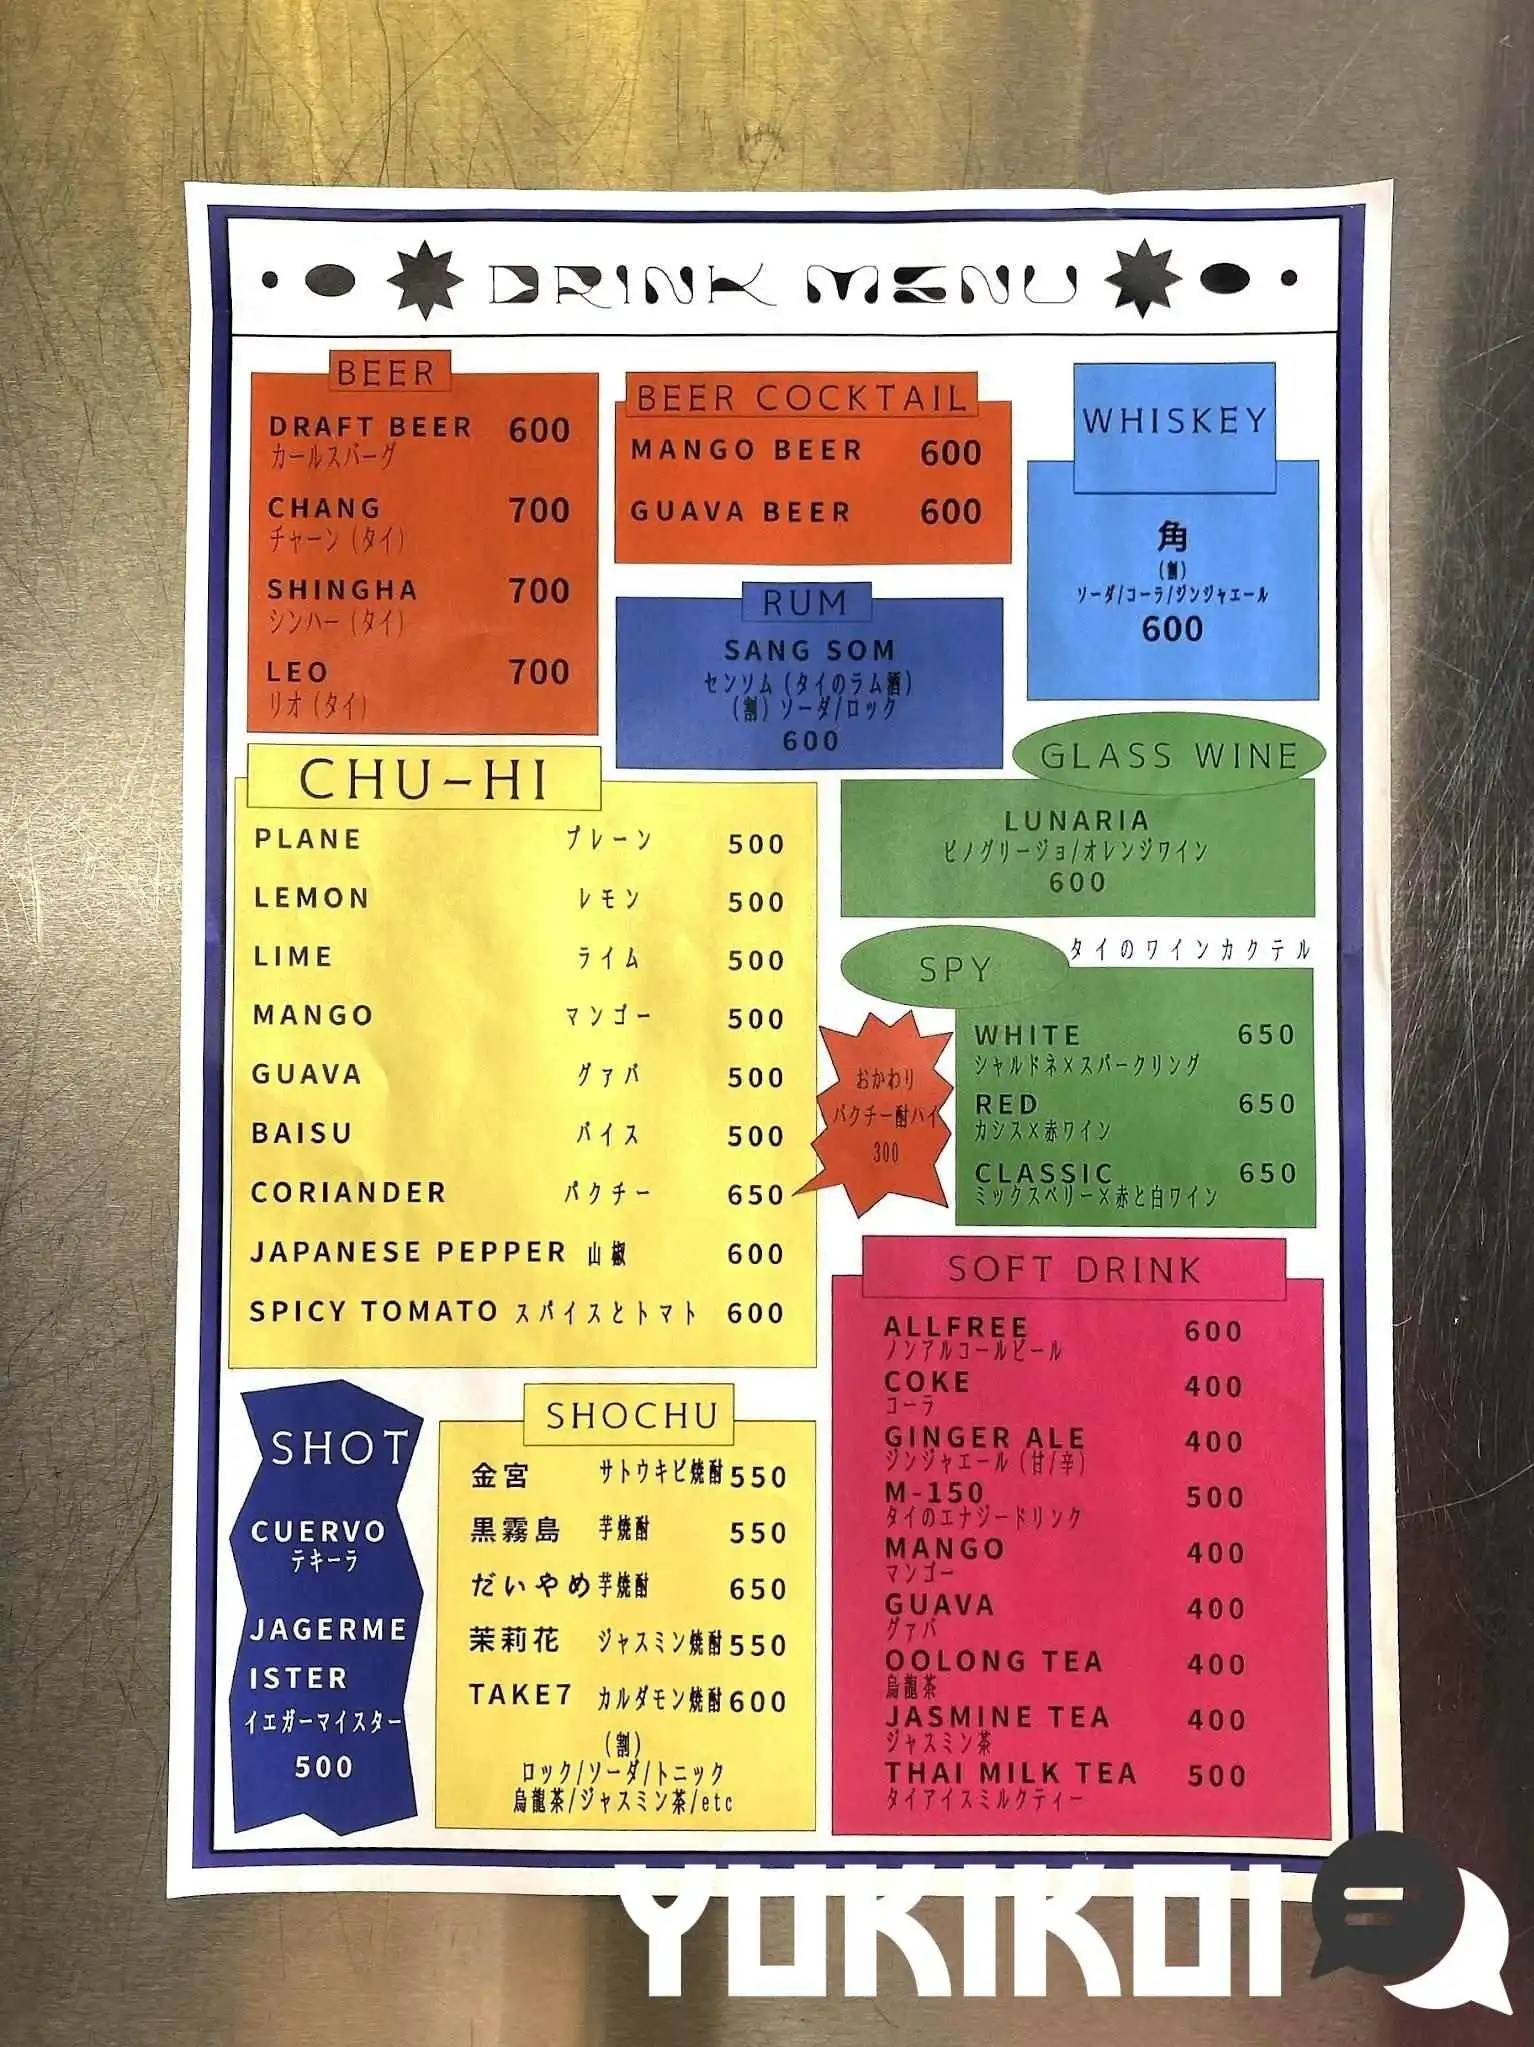 DRINK MENU
BEER
DRAFT BEER 600
カールスバーグ
CHANG 700
チャーン（タイ）
SHINGHA 700
シンハー（タイ）
LEO 700
リオ（タイ）
BEER COCKTAIL
MANGO BEER 600
GUAVA BEER 600
WHISKEY
角
（割）
ソーダ/コーラ/ジンジャエール
600
RUM
SANG SOM
センソム（タイのラム酒）
（割）ソーダ/ロック
600
GLASS WINE
LUNARIA
ピノグリージョ/オレンジワイン
600
CHU-HI
PLANE プレーン 500
LEMON レモン 500
LIME ライム 500
MANGO マンゴー 500
GUAVA グァバ 500
BAISU バイス 500
CORIANDER パクチー 650
JAPANESE PEPPER 山椒 600
SPICY TOMATO スパイスとトマト 600
おかわり
パクチー酎ハイ
300
SPY タイのワインカクテル
WHITE 650
シャルドネ×スパークリング
RED 650
カシス×赤ワイン
CLASSIC 650
ミックスベリー×赤と白ワイン
SHOT
CUERVO
テキーラ
JAGERME
ISTER
イエガーマイスター
500
SHOCHU
金宮 サトウキビ焼酎 550
黒霧島 芋焼酎 550
だいやめ 芋焼酎 650
茉莉花 ジャスミン焼酎 550
TAKE7 カルダモン焼酎 600
（割）
ロック/ソーダ/トニック
烏龍茶/ジャスミン茶/etc
SOFT DRINK
ALLFREE 600
ノンアルコールビール
COKE 400
コーラ
GINGER ALE 400
ジンジャエール（甘/辛）
M-150 500
タイのエナジードリンク
MANGO 400
マンゴー
GUAVA 400
グァバ
OOLONG TEA 400
烏龍茶
JASMINE TEA 400
ジャスミン茶
THAI MILK TEA 500
タイアイスミルクティー
YOKIKOI